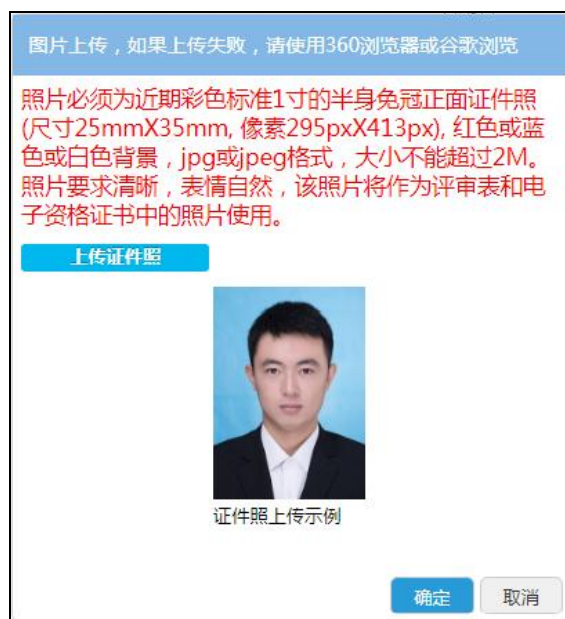 图片上传，如果上传失败，请使用360浏览器或谷歌浏览
照片必须为近期彩色标准1寸的半身免冠正面证件照
(尺寸25mmX35mm, 像素295pxX413px), 红色或蓝
色或白色背景，jpg或jpeg格式，大小不能超过2M。
照片要求清晰，表情自然，该照片将作为评审表和电
子资格证书中的照片使用。
上传证件照
证件照上传示例
确定
取消